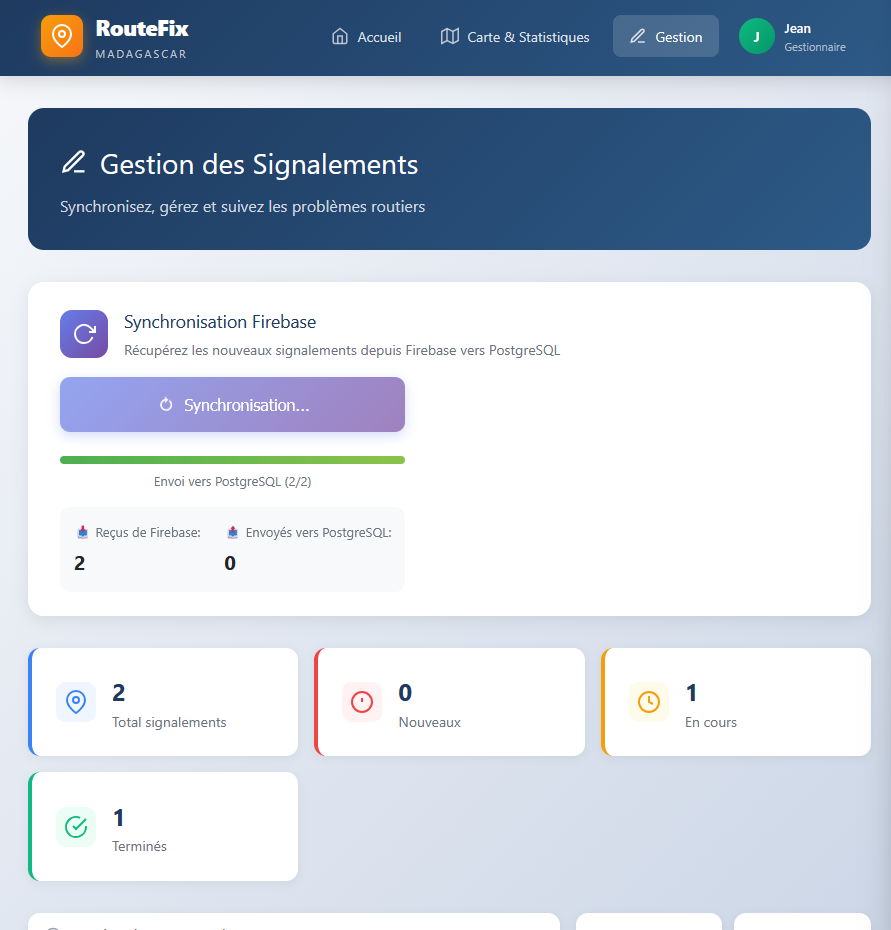 RouteFix
MADAGASCAR
Accueil
Carte & Statistiques
Gestion
J
Jean
Gestionnaire
Gestion des Signalements
Synchronisez, gérez et suivez les problèmes routiers
Synchronisation Firebase
Récupérez les nouveaux signalements depuis Firebase vers PostgreSQL
Synchronisation...
Envoi vers PostgreSQL (2/2)
Reçus de Firebase:
2
Envoyés vers PostgreSQL:
0
2
Total signalements
0
Nouveaux
1
En cours
1
Terminés